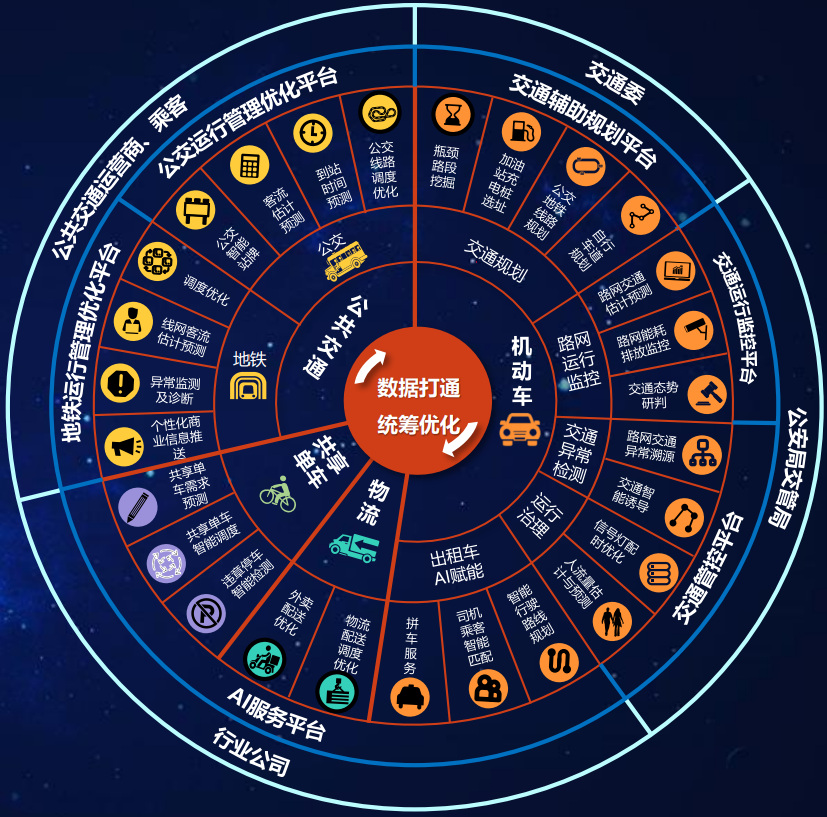 数据打通
统筹优化
机动车
交通规划
瓶颈
路段
挖掘
加油
站充
电桩
选址
公交
地铁
线路
规划
自行
车道
规划
路网
运行
监控
路网交通
估计预测
路网能耗
排放监控
交通态势
研判
交通
异常
检测
路网交通
异常溯源
交通智
能诱导
运行
治理
信号灯配
时优化
人流量估
计与预测
出租车
AI赋能
智能
行驶
路线
规划
司机
乘客
智能
匹配
拼
车
服
务
物流
物流
配送
调度
优化
外卖
配送
优化
共享
单车
违章停车
智能检测
共享单车
智能调度
共享单
车需求
预测
公共交通
地铁
个性化商
业信息推
送
异常监测
及诊断
线网客流
估计预测
调度优化
公交
公交
智能
站牌
客流
估计
预测
到站
时间
预测
公交
线路
调度
优化
交通辅助规划平台
交通运行监控平台
交通管控平台
AI服务平台
地铁运行管理优化平台
公交运行管理优化平台
交通委
公安局交管局
行业公司
公共交通运营商、乘客